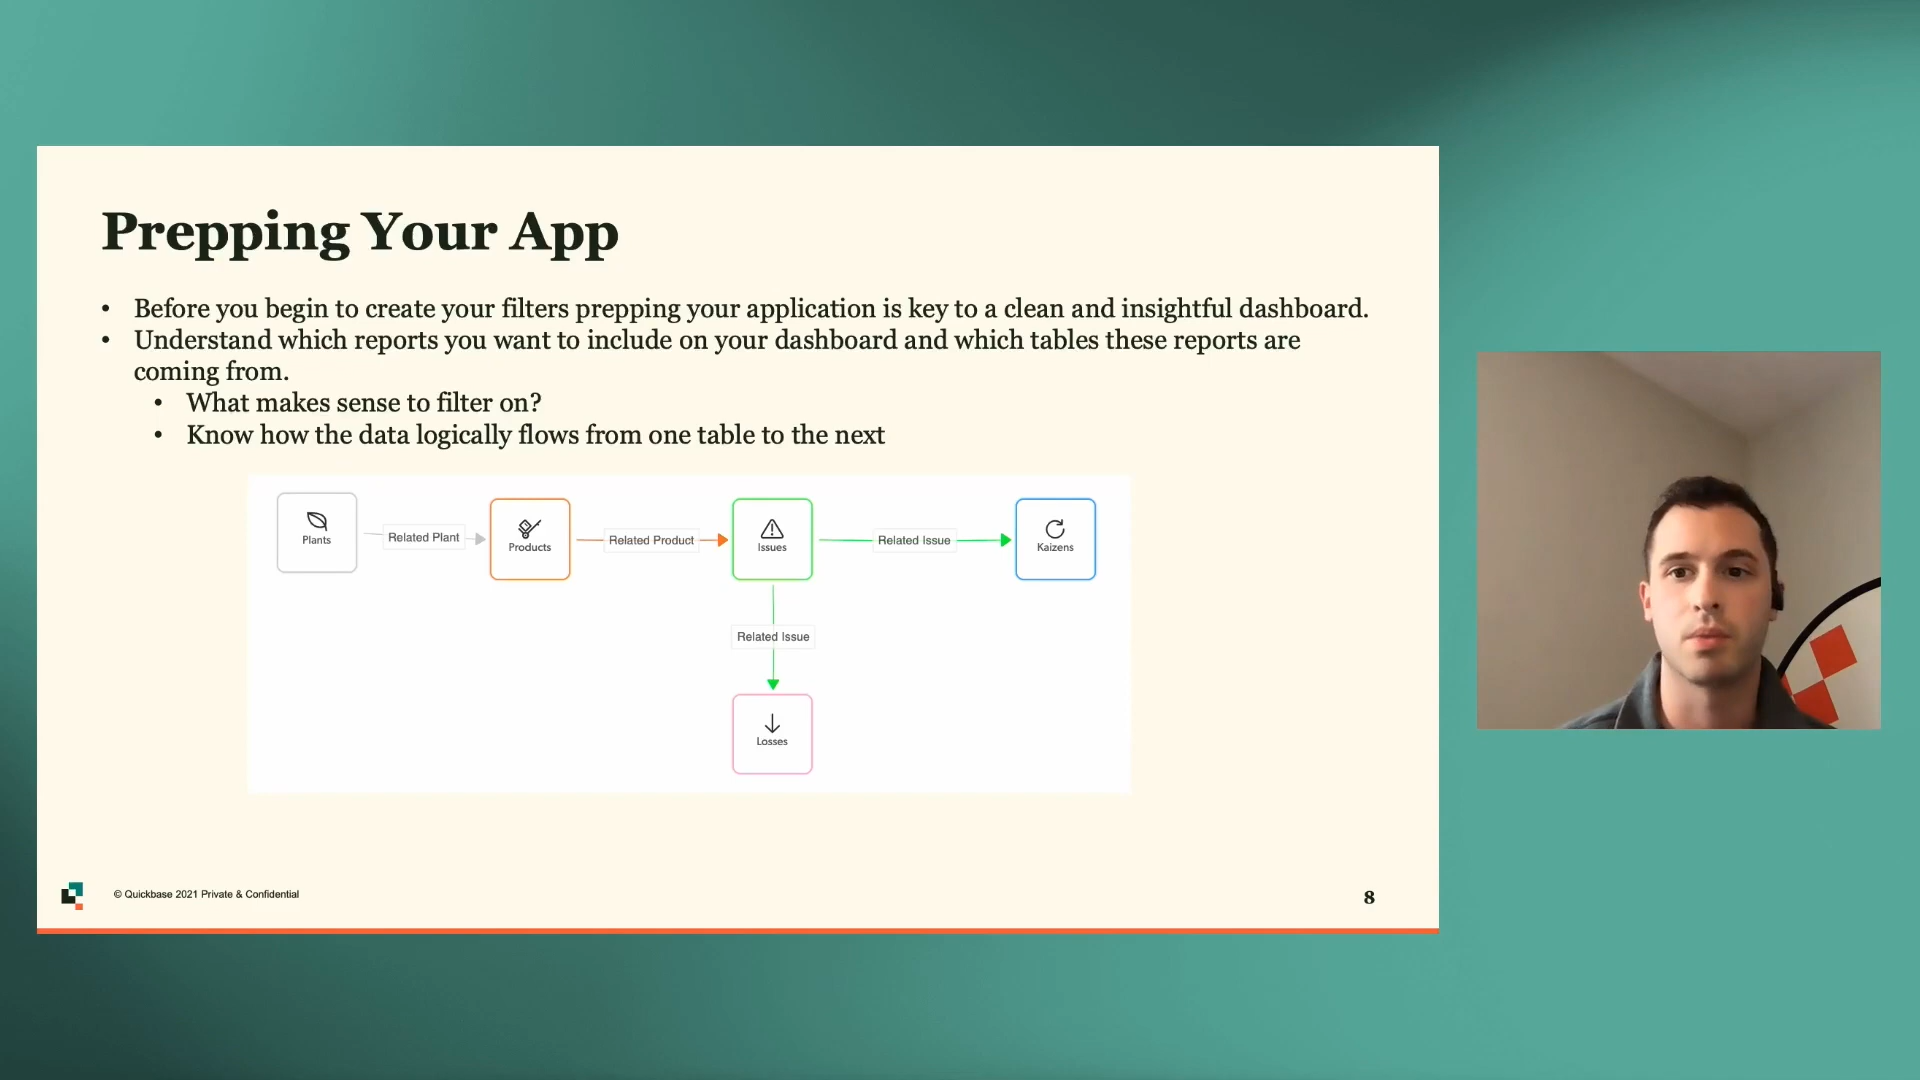 Prepping Your App
• Before you begin to create your filters prepping your application is key to a clean and insightful dashboard.
• Understand which reports you want to include on your dashboard and which tables these reports are
coming from.
• What makes sense to filter on?
• Know how the data logically flows from one table to the next
Plants
Related Plant
Products
Related Product
Issues
Related Issue
Kaizens
Related Issue
Losses
© Quickbase 2021 Private & Confidential
8